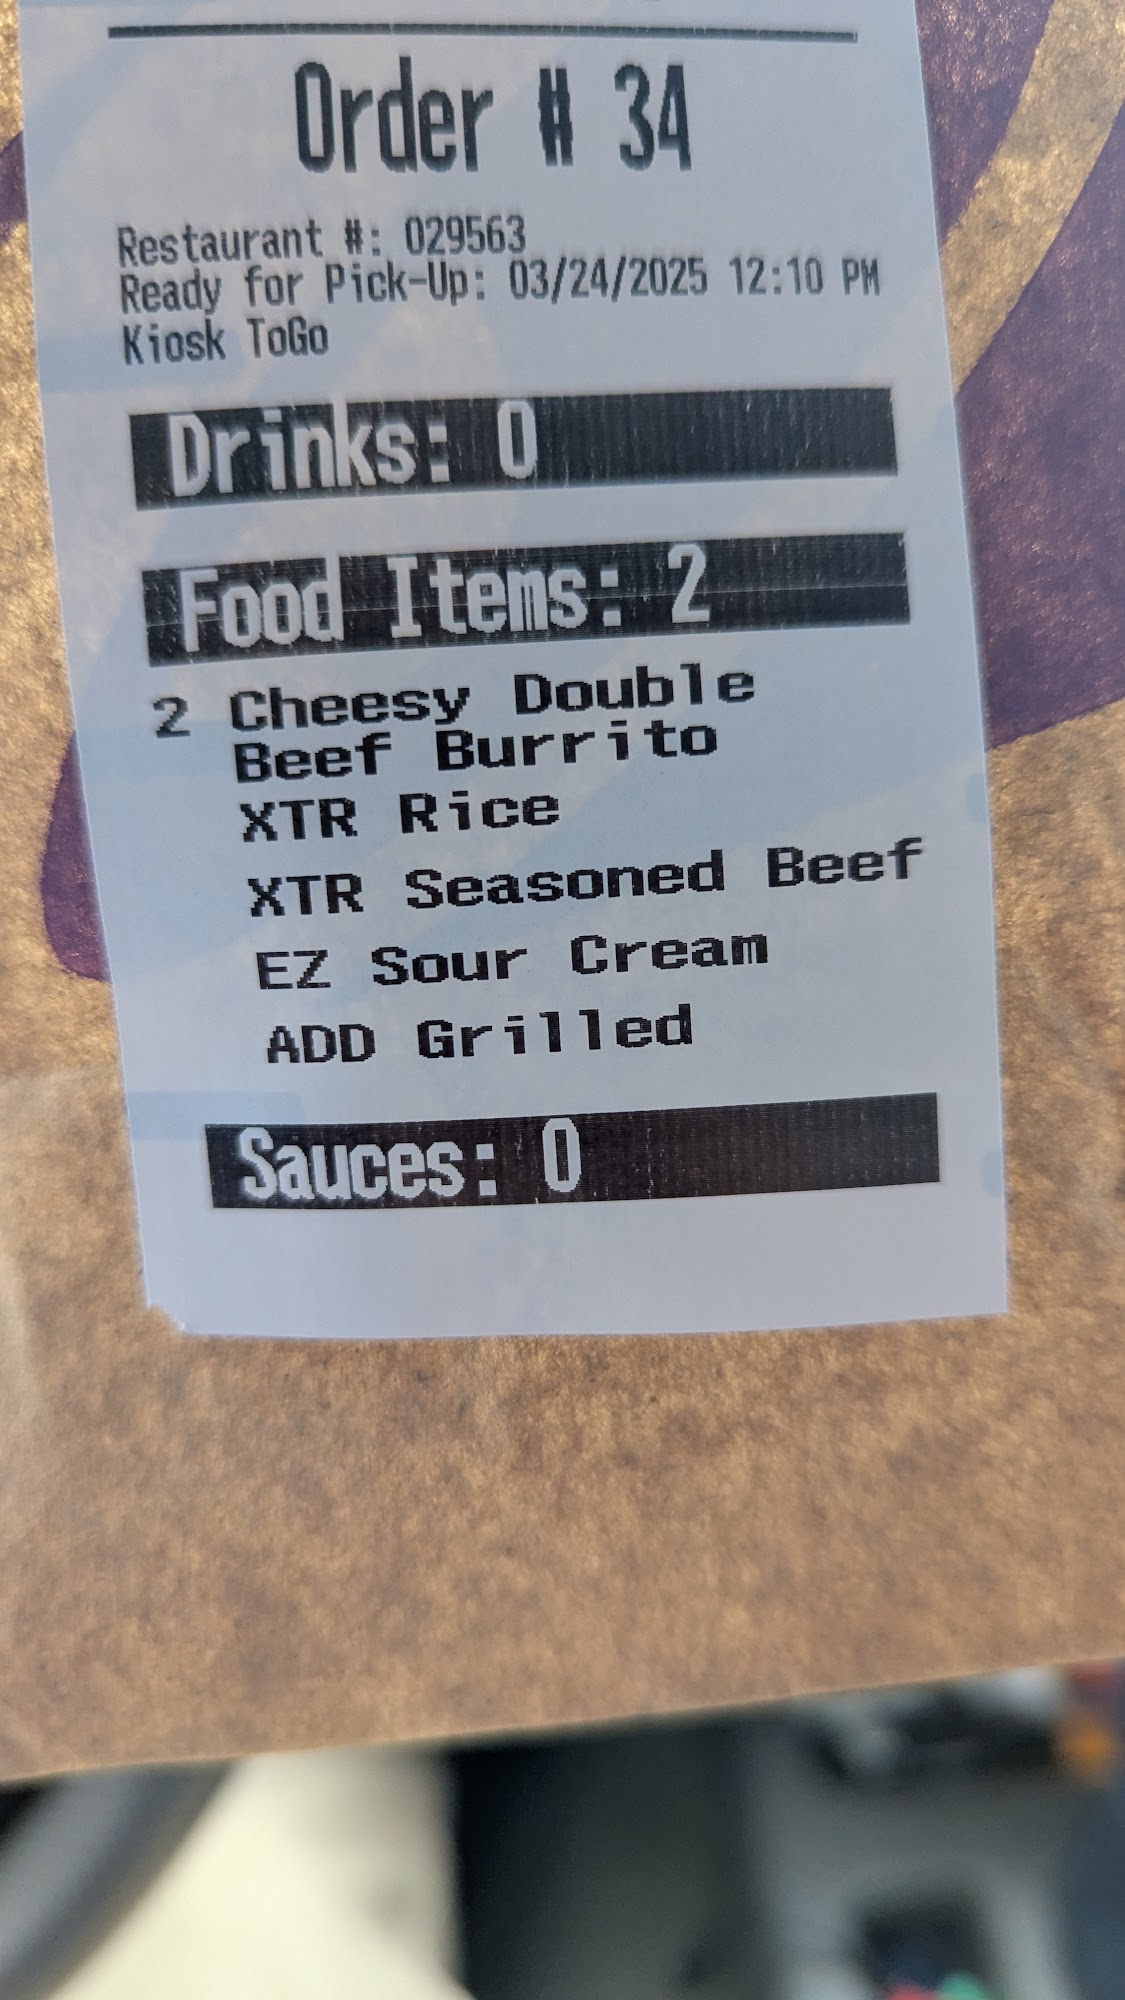 Order # 34
Restaurant #: 029563
Ready for Pick-Up: 03/24/2025 12:10 PM
Kiosk ToGo
Drinks: 0
Food Items: 2
2 Cheesy Double
Beef Burrito
XTR Rice
XTR Seasoned Beef
EZ Sour Cream
ADD Grilled
Sauces: 0